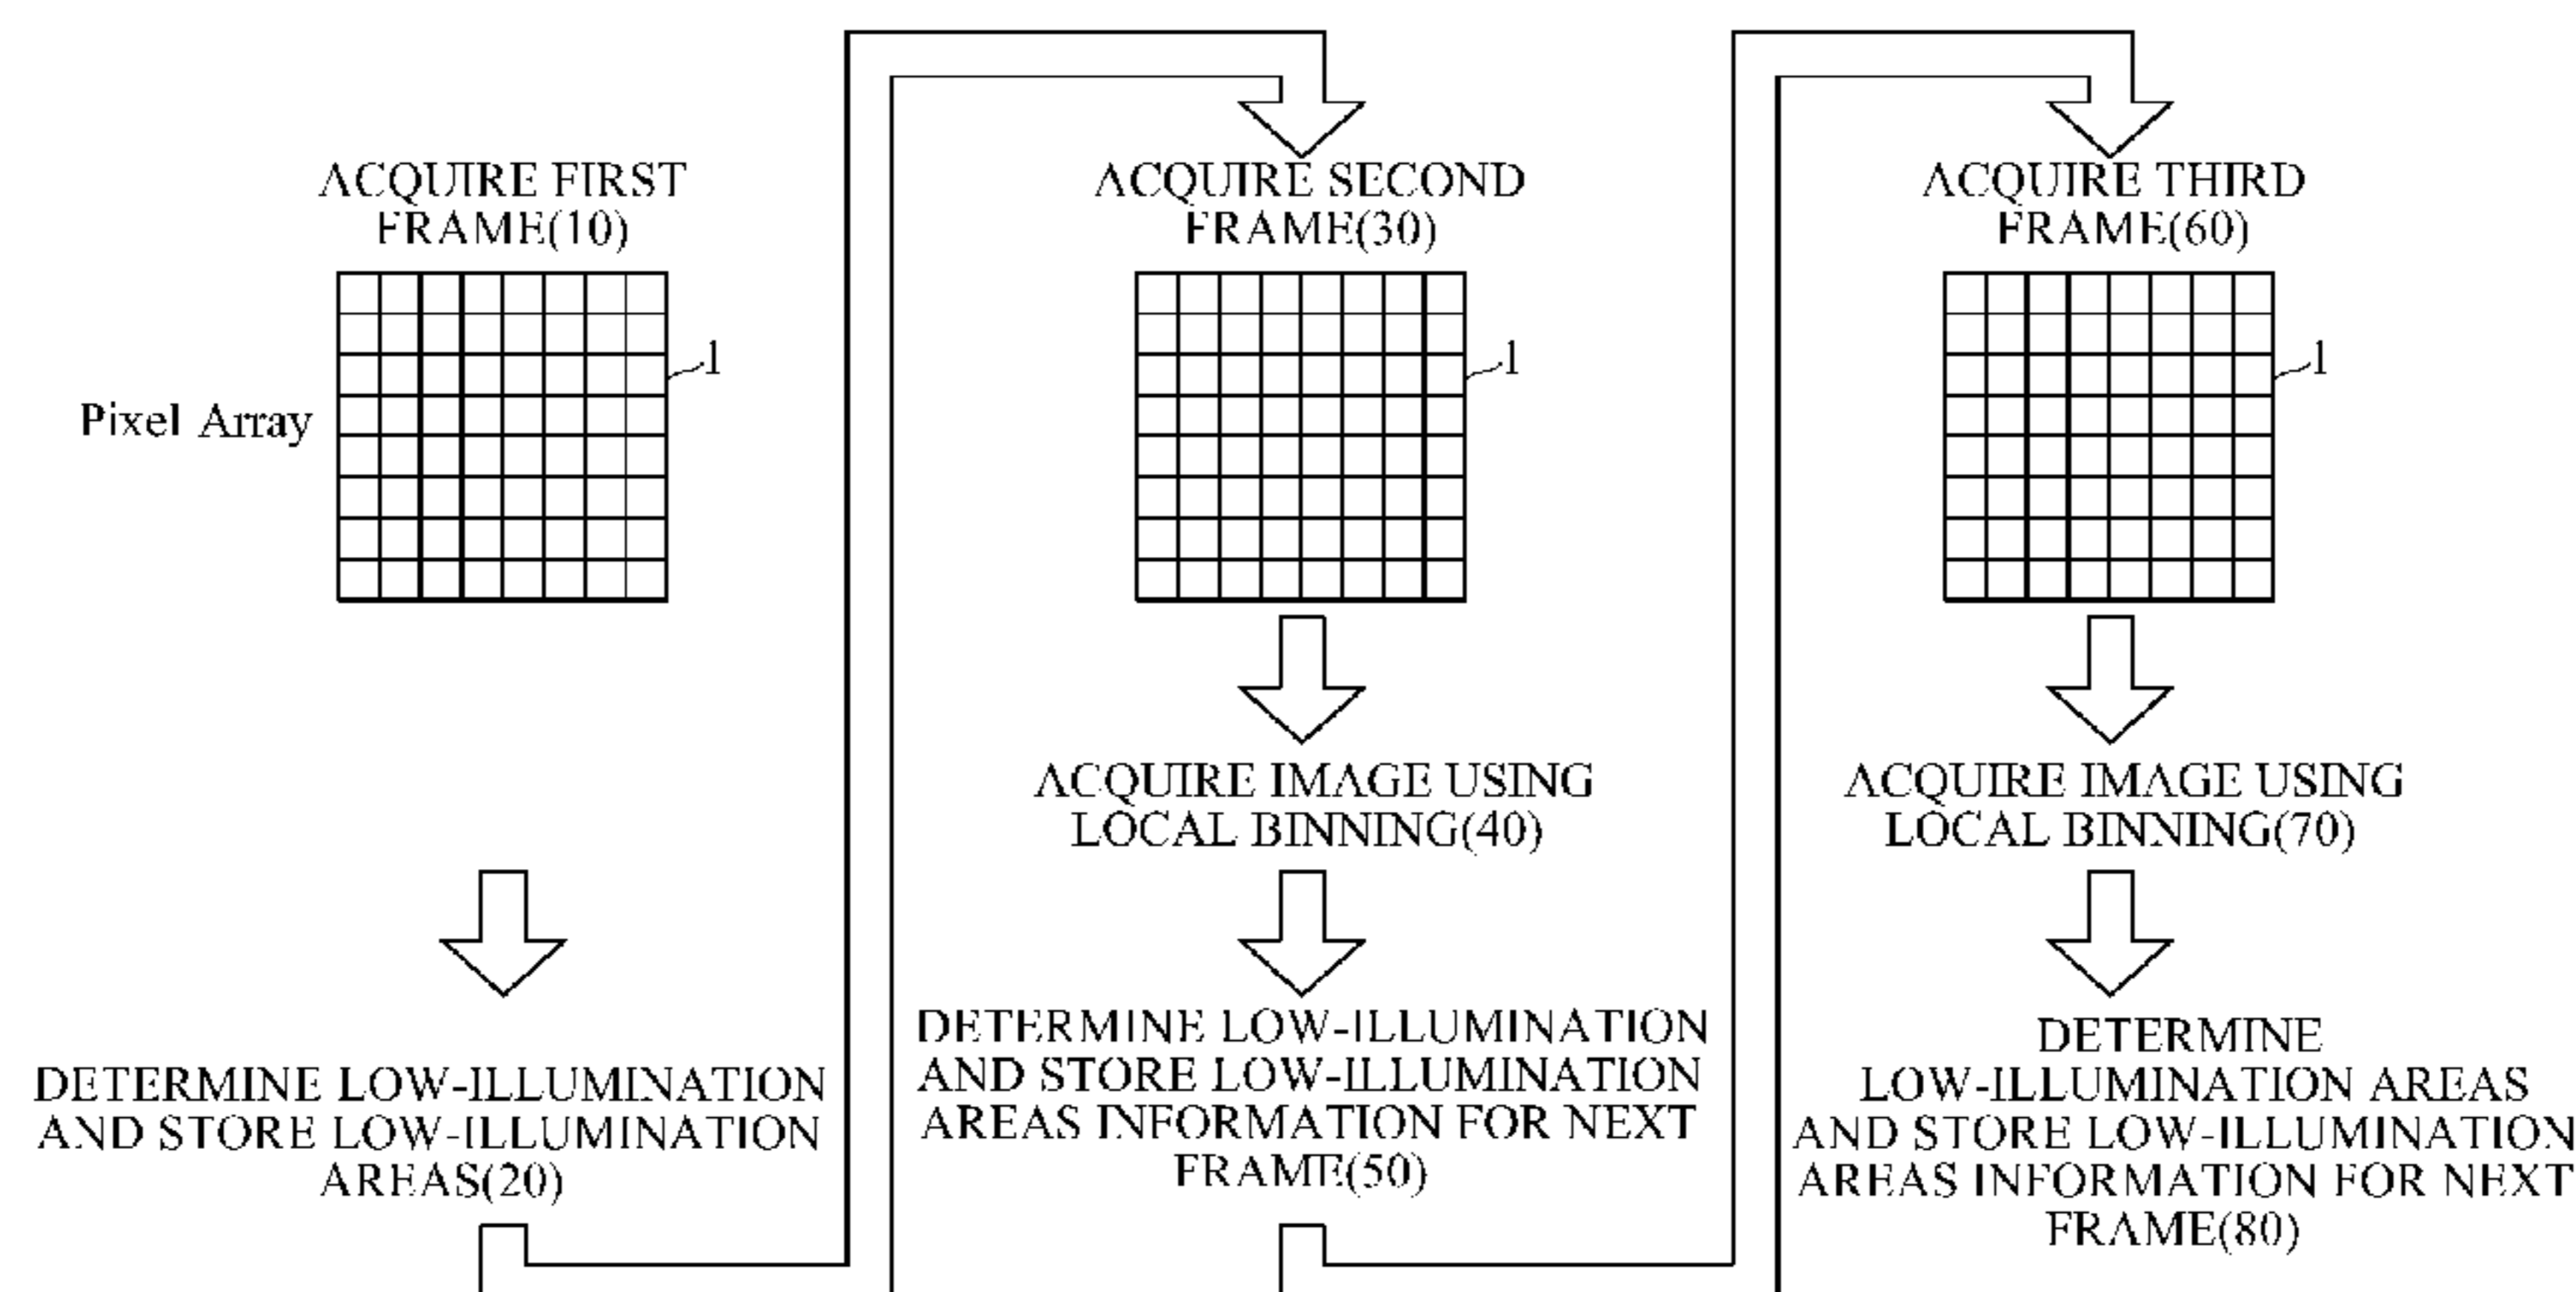 ACQUIRE FIRST
FRAME(10)
Pixel Array
1
DETERMINE LOW-ILLUMINATION
AND STORE LOW-ILLUMINATION
AREAS(20)
ACQUIRE SECOND
FRAME(30)
1
ACQUIRE IMAGE USING
LOCAL BINNING(40)
DETERMINE LOW-ILLUMINATION
AND STORE LOW-ILLUMINATION
AREAS INFORMATION FOR NEXT
FRAME(50)
ACQUIRE THIRD
FRAME(60)
1
ACQUIRE IMAGE USING
LOCAL BINNING(70)
DETERMINE
LOW-ILLUMINATION AREAS
AND STORE LOW-ILLUMINATION
AREAS INFORMATION FOR NEXT
FRAME(80)